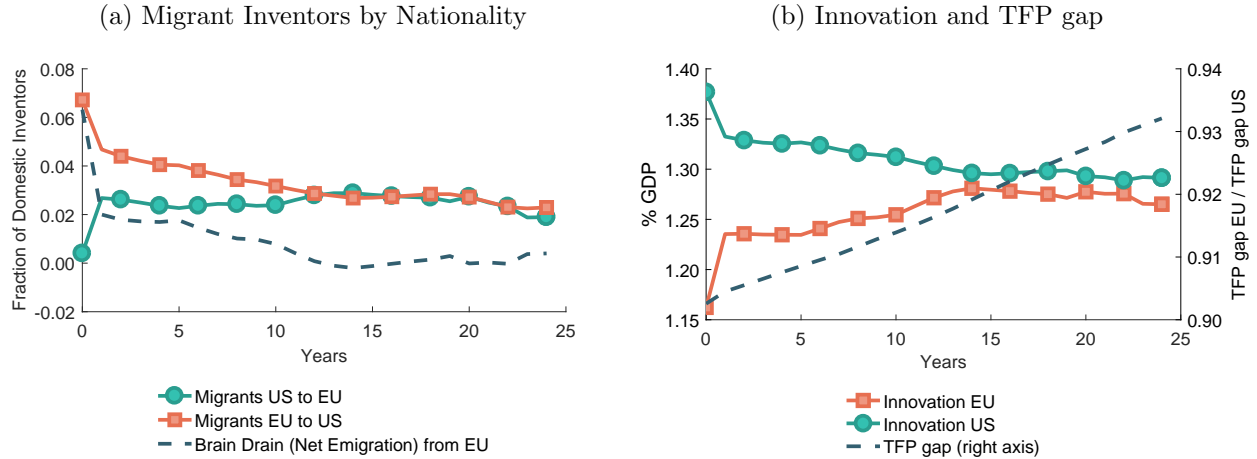 (a) Migrant Inventors by Nationality
0.08
0.06
0.04
0.02
0.00
-0.02
Fraction of Domestic Inventors
0 5 10 15 20 25
Years
Migrants US to EU
Migrants EU to US
Brain Drain (Net Emigration) from EU
(b) Innovation and TFP gap
1.40
1.35
1.30
1.25
1.20
1.15
% GDP
0.94
0.93
0.92
0.91
0.90
TFP gap EU / TFP gap US
0 5 10 15 20 25
Years
Innovation EU
Innovation US
TFP gap (right axis)